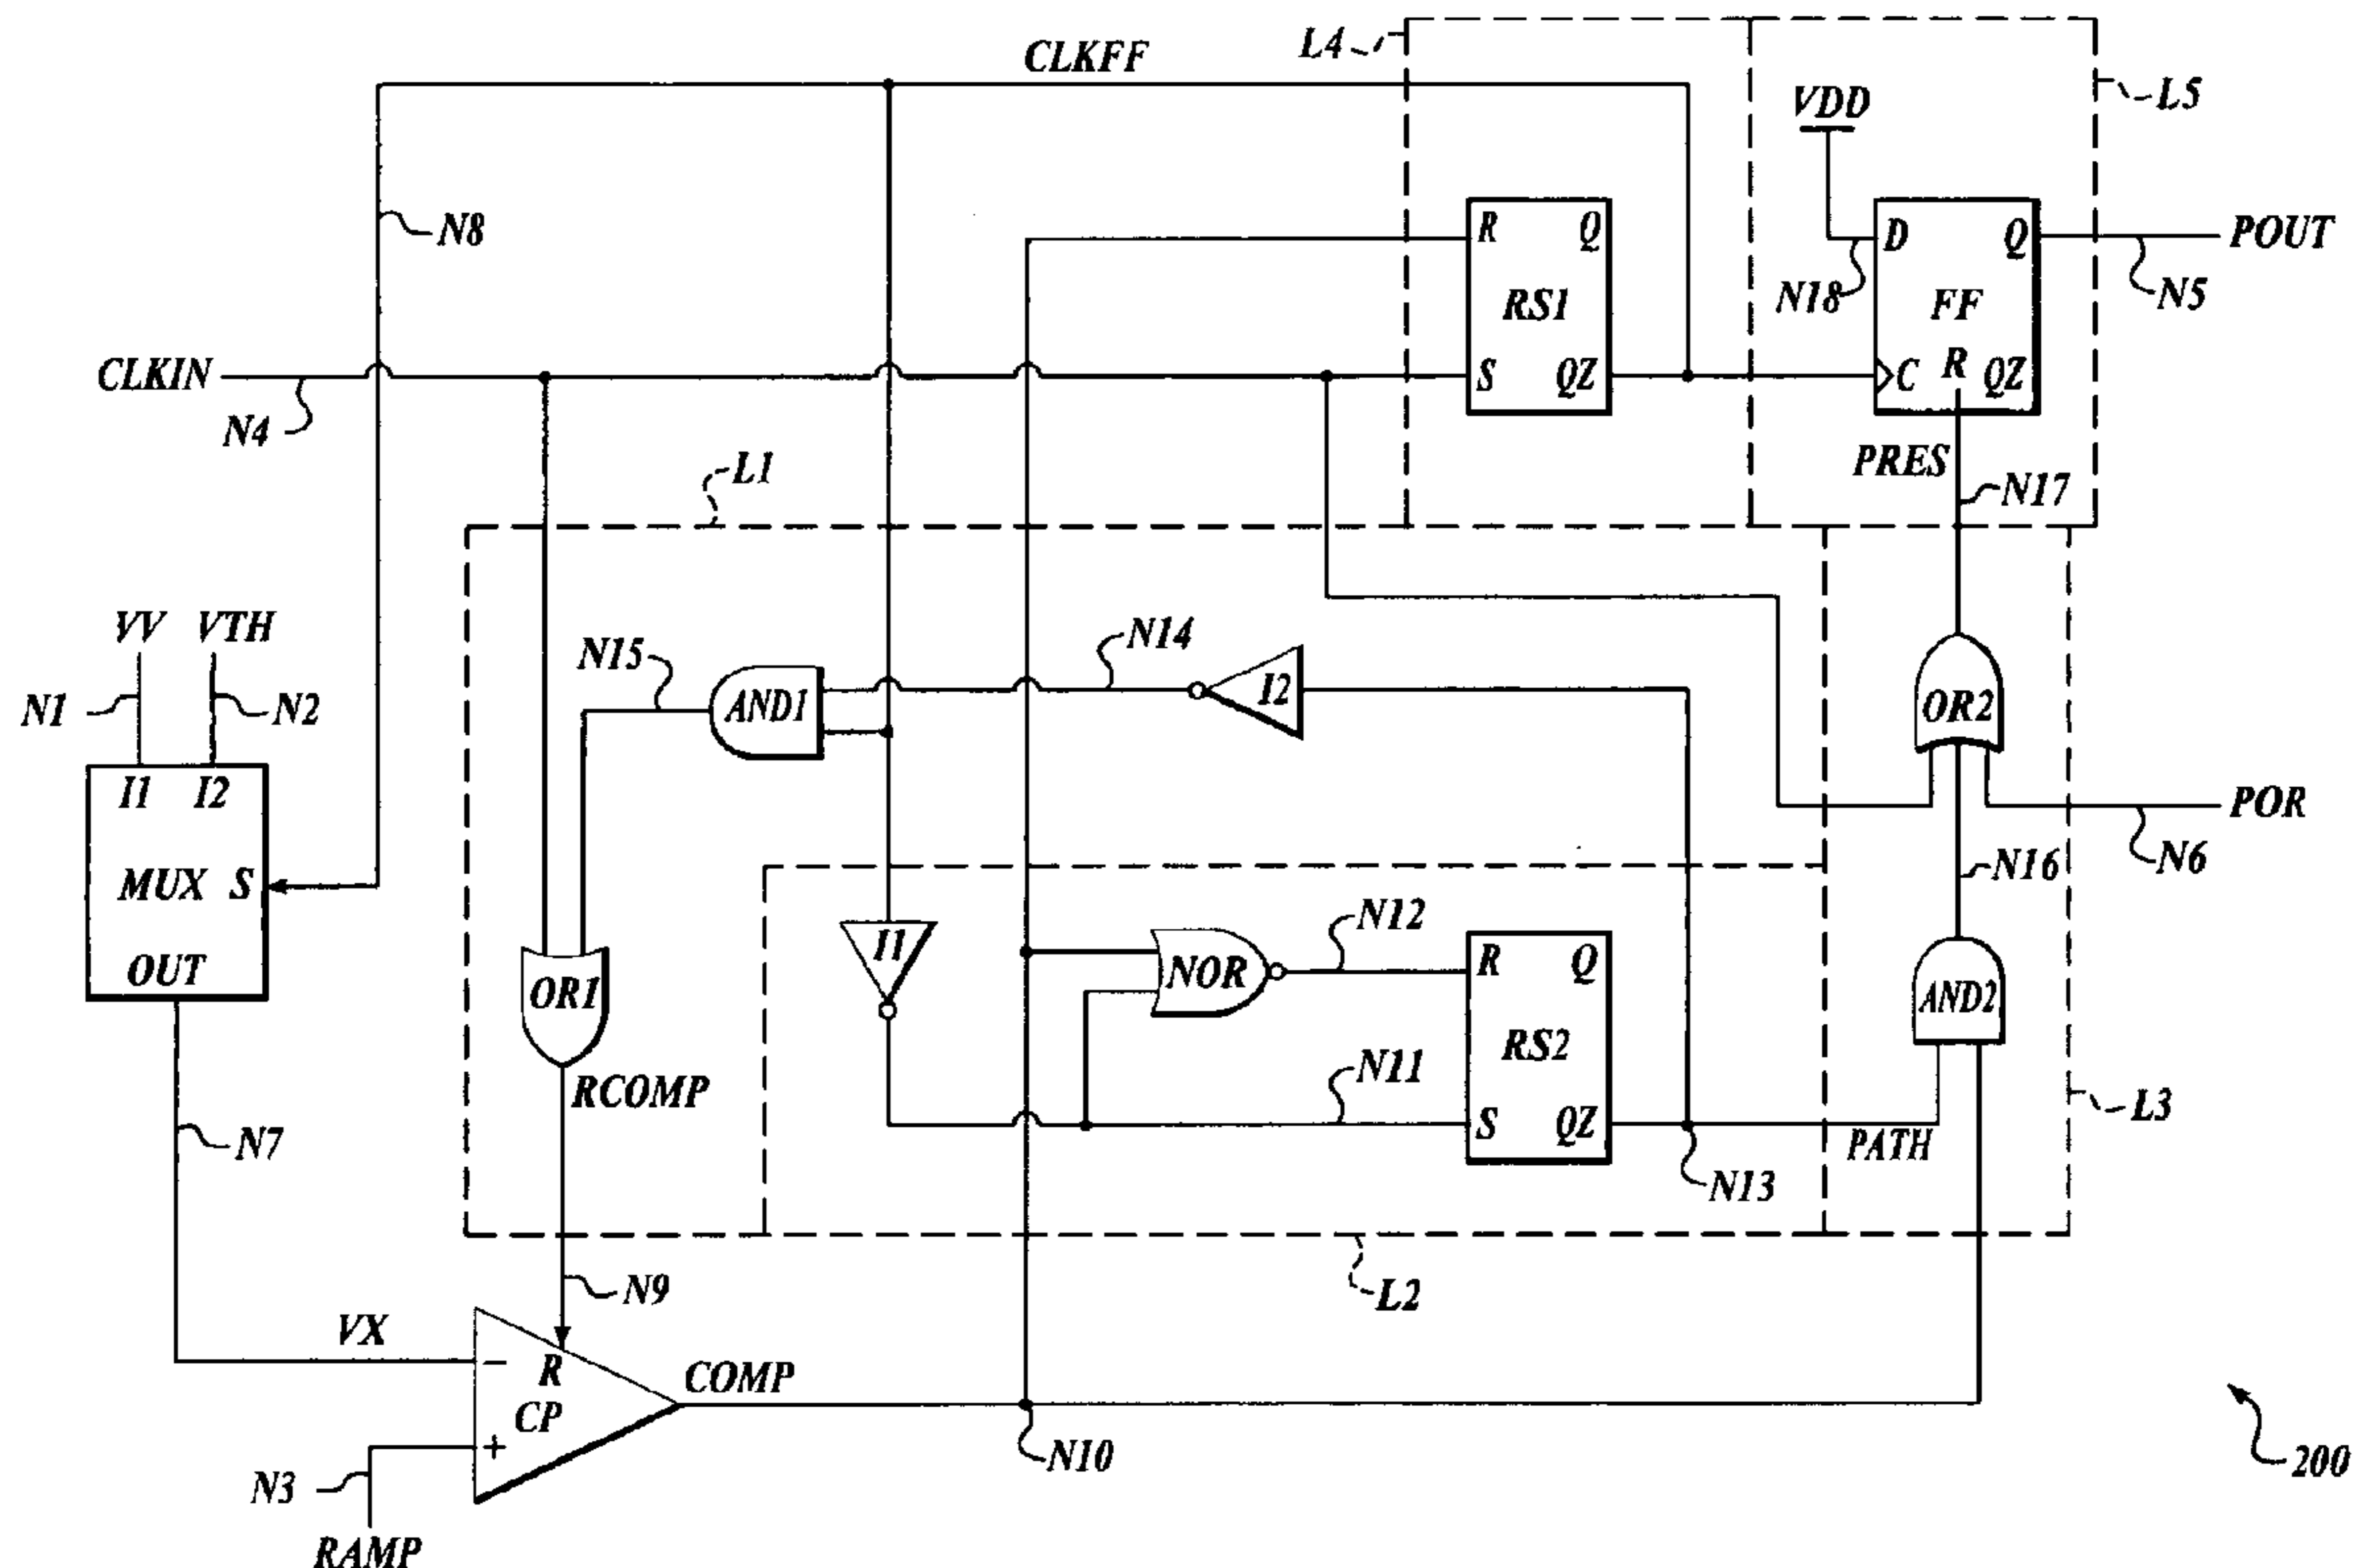 CLKFF
L4
L5
VDD
N8
R Q
RS1
S QZ
D Q
FF
C R QZ
N18
POUT
N5
CLKIN
N4
L1
PRES
N17
VV VTH
N1
N2
N15
N14
AND1
I2
OR2
I1 I2
MUX S
OUT
POR
N6
N16
I1
NOR
N12
R Q
RS2
S QZ
AND2
OR1
RCOMP
N11
PATH
L3
N7
N13
N9
L2
VX
–
R
CP
+
COMP
N10
N3
RAMP
200